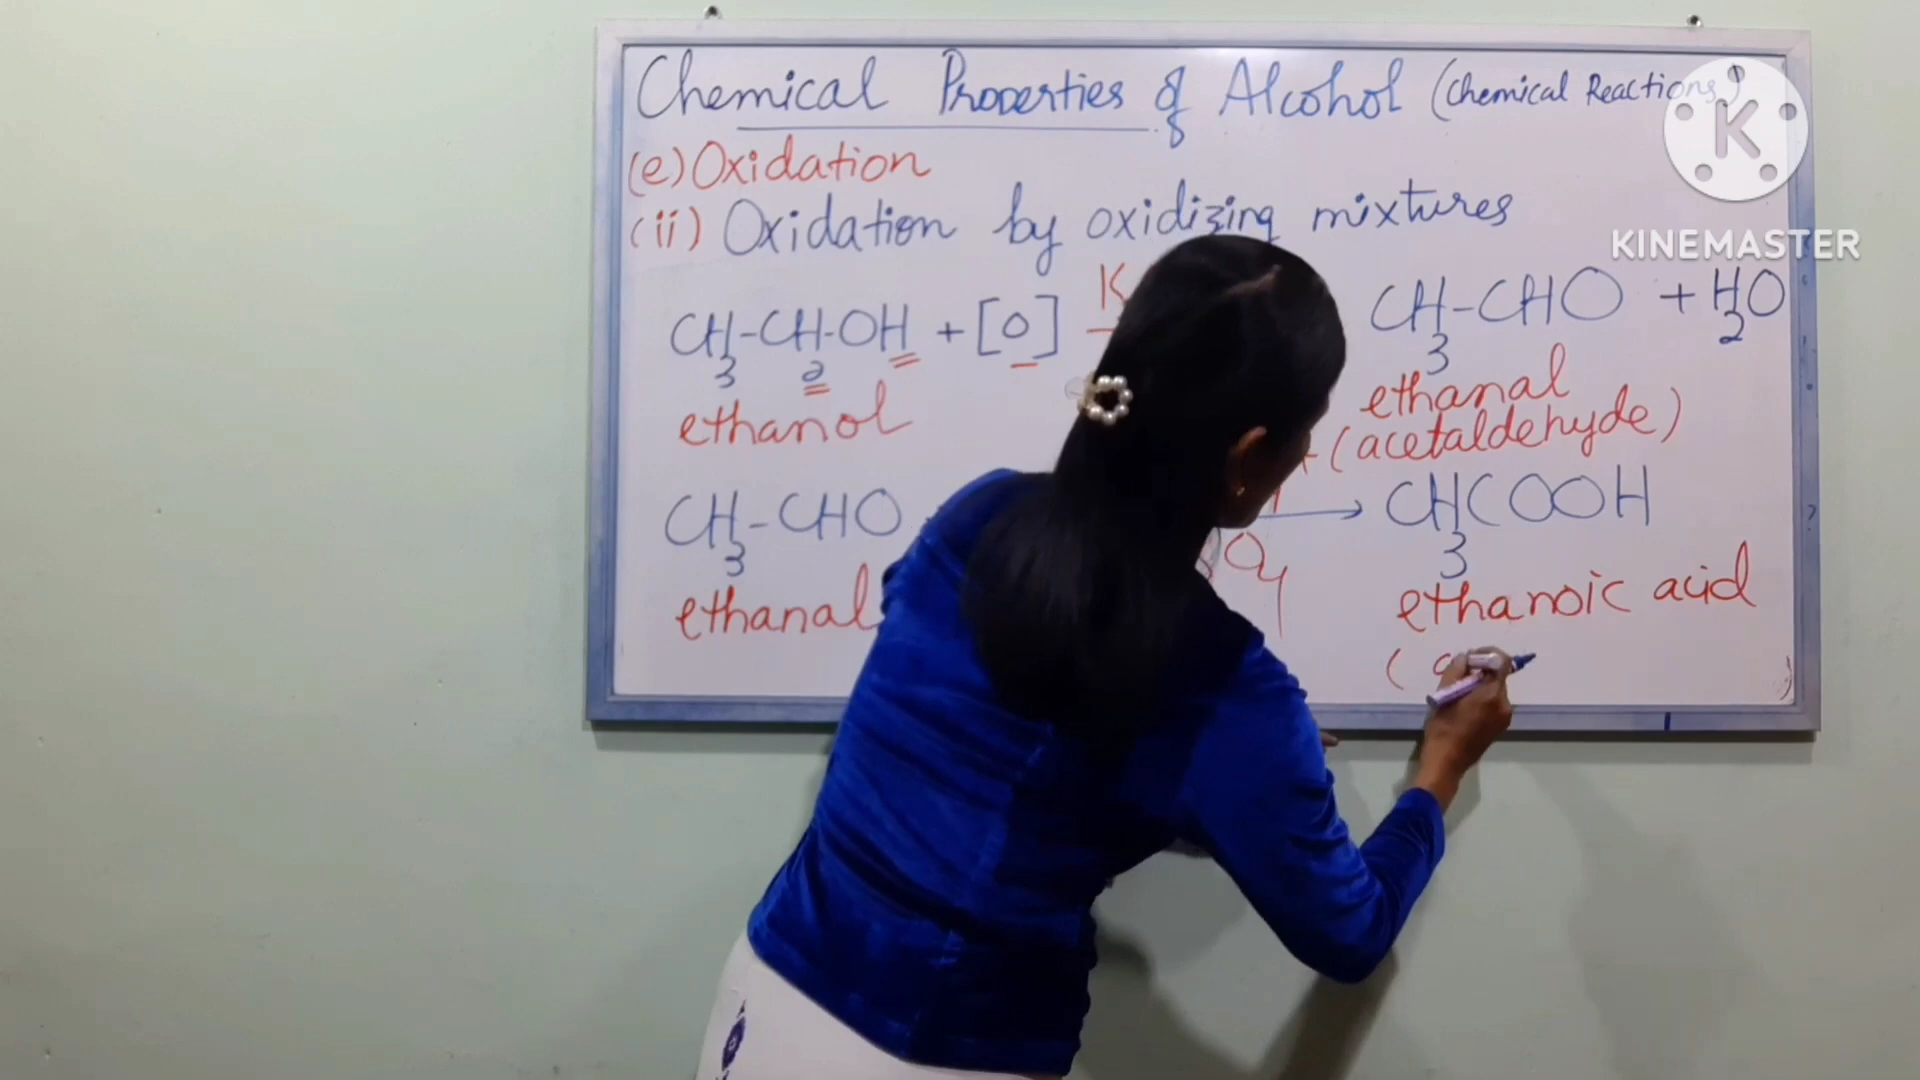 Chemical Properties of Alcohol (Chemical Reactions)
(e) Oxidation
(ii) Oxidation by oxidizing mixtures
CH3-CH2-OH + [O] K CH3-CHO + H2O
ethanol
ethanal
(acetaldehyde)
CH3-CHO → CH3COOH
O4
ethanal
ethanoic acid
(
K
KINEMASTER